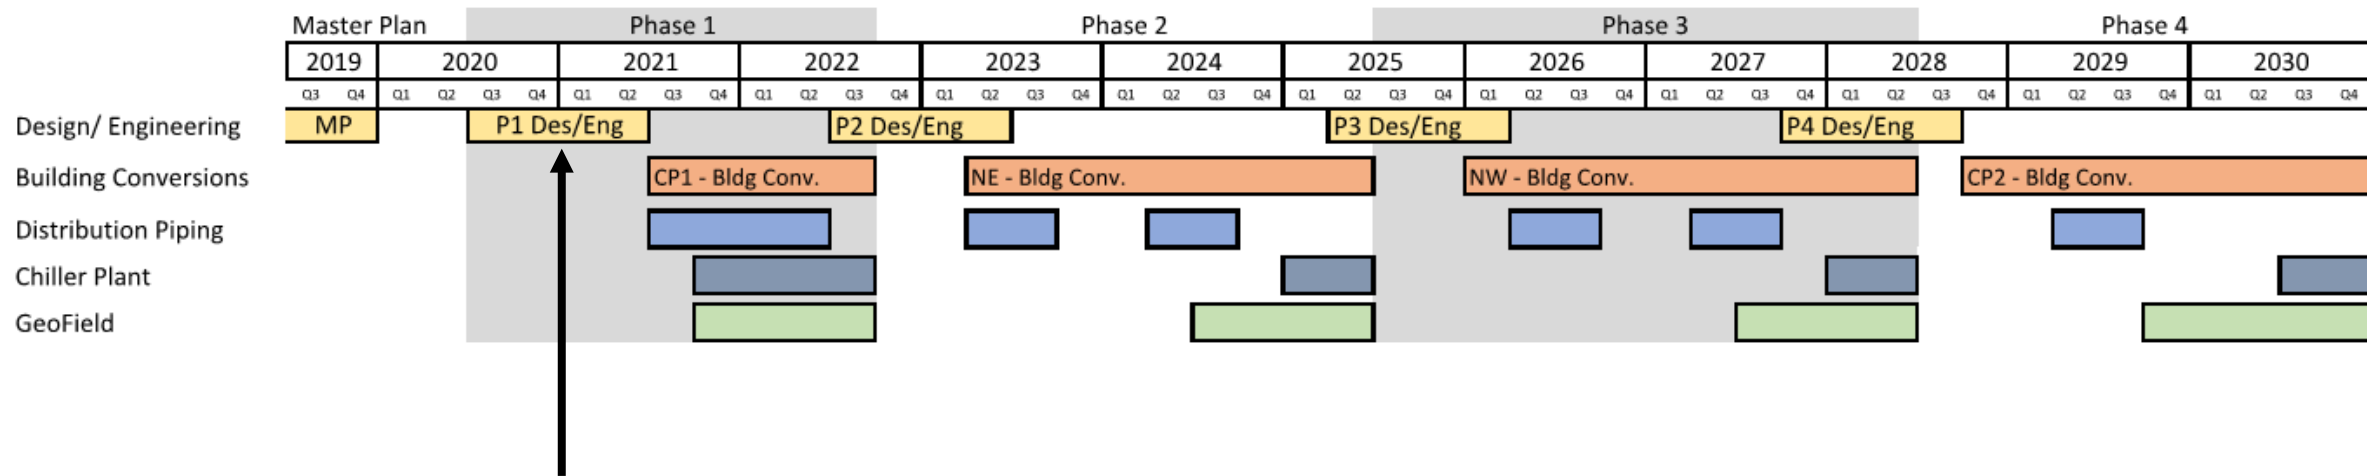 Master Plan Phase 1 Phase 2 Phase 3 Phase 4
2019 2020 2021 2022 2023 2024 2025 2026 2027 2028 2029 2030
Q3 Q4 Q1 Q2 Q3 Q4 Q1 Q2 Q3 Q4 Q1 Q2 Q3 Q4 Q1 Q2 Q3 Q4 Q1 Q2 Q3 Q4 Q1 Q2 Q3 Q4 Q1 Q2 Q3 Q4 Q1 Q2 Q3 Q4 Q1 Q2 Q3 Q4 Q1 Q2 Q3 Q4 Q1 Q2 Q3 Q4
Design/ Engineering MP P1 Des/Eng P2 Des/Eng P3 Des/Eng P4 Des/Eng
Building Conversions CP1 - Bldg Conv. NE - Bldg Conv. NW - Bldg Conv. CP2 - Bldg Conv.
Distribution Piping
Chiller Plant
GeoField